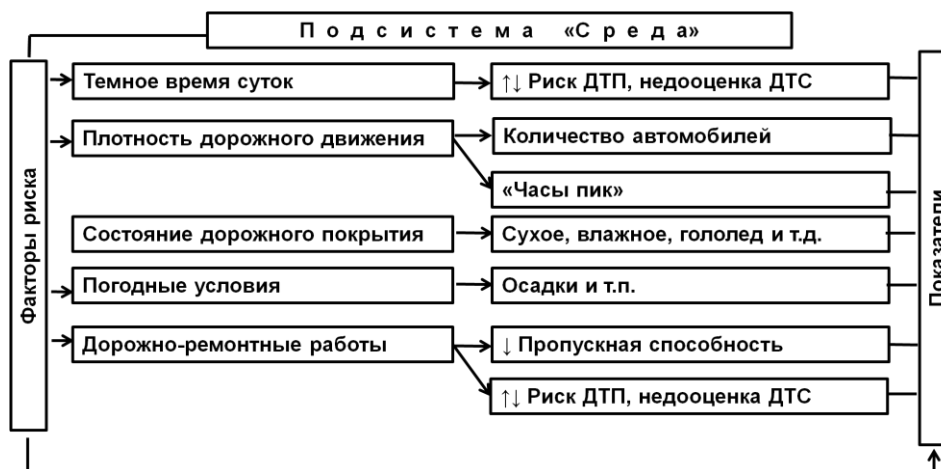 П о д с и с т е м а «С р е д а»
Факторы риска
Темное время суток
↑↓ Риск ДТП, недооценка ДТС
Плотность дорожного движения
Количество автомобилей
«Часы пик»
Состояние дорожного покрытия
Сухое, влажное, гололед и т.д.
Погодные условия
Осадки и т.п.
Дорожно-ремонтные работы
↓ Пропускная способность
↑↓ Риск ДТП, недооценка ДТС
Показатели